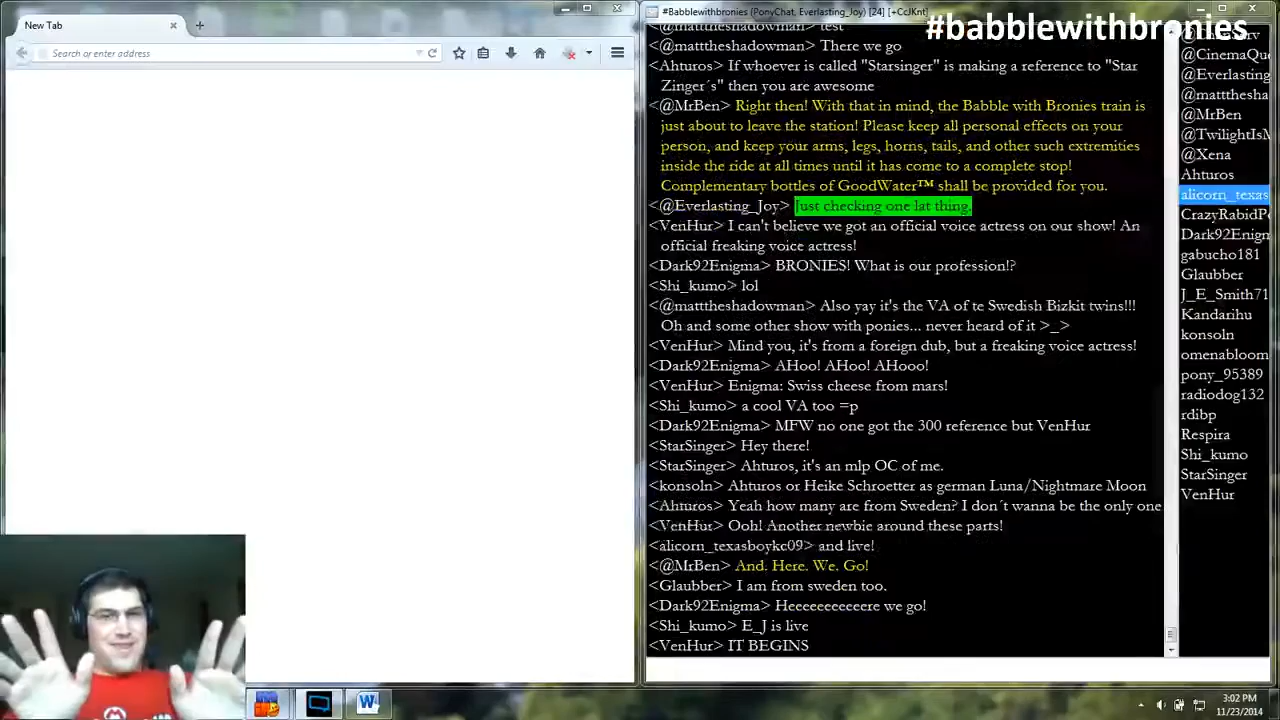 New Tab
Search or enter address
#Babblewithbronies (PonyChat, Everlasting_Joy) [24] [+CcJKnt]
#babblewithbronies
<@matttheshadowman> test
<@matttheshadowman> There we go
<Ahturos> If whoever is called "Starsinger" is making a reference to "Star
Zinger´s" then you are awesome
<@MrBen> Right then! With that in mind, the Babble with Bronies train is
just about to leave the station! Please keep all personal effects on your
person, and keep your arms, legs, horns, tails, and other such extremities
inside the ride at all times until it has come to a complete stop!
Complementary bottles of GoodWater™ shall be provided for you.
<@Everlasting_Joy> Just checking one lat thing.
<VenHur> I can't believe we got an official voice actress on our show! An
official freaking voice actress!
<Dark92Enigma> BRONIES! What is our profession!?
<Shi_kumo> lol
<@matttheshadowman> Also yay it's the VA of te Swedish Bizkit twins!!!
Oh and some other show with ponies... never heard of it >_>
<VenHur> Mind you, it's from a foreign dub, but a freaking voice actress!
<Dark92Enigma> AHoo! AHoo! AHooo!
<VenHur> Enigma: Swiss cheese from mars!
<Shi_kumo> a cool VA too =p
<Dark92Enigma> MFW no one got the 300 reference but VenHur
<StarSinger> Hey there!
<StarSinger> Ahturos, it's an mlp OC of me.
<konsoln> Ahturos or Heike Schroetter as german Luna/Nightmare Moon
<Ahturos> Yeah how many are from Sweden? I don´t wanna be the only one
<VenHur> Ooh! Another newbie around these parts!
<alicorn_texasboykc09> and live!
<@MrBen> And. Here. We. Go!
<Glaubber> I am from sweden too.
<Dark92Enigma> Heeeeeeeeeere we go!
<Shi_kumo> E_J is live
<VenHur> IT BEGINS
@CinemaQu
@Everlasting
@matttHesha
@MrBen
@TwilightIsM
@Xena
Ahturos
alicorn_texas
CrazyRabidP
Dark92Enigm
gabucho181
Glaubber
J_E_Smith71
Kandarihu
konsoln
omenabloom
pony_95389
radiodog132
rdibp
Respira
Shi_kumo
StarSinger
VenHur
3:02 PM
11/23/2014